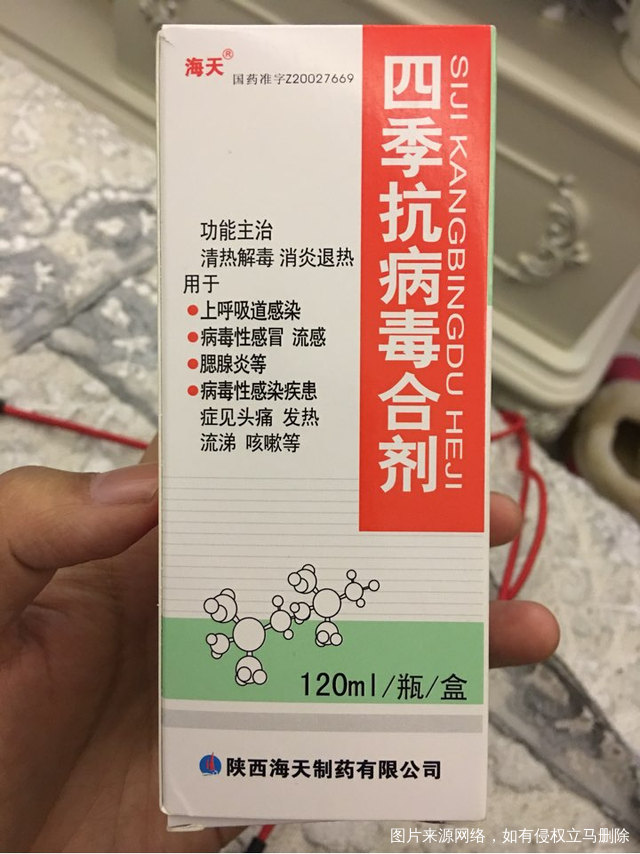 海天®
国药准字Z20027669
四季抗病毒合剂
SIJI KANGBINGDU HEJI
功能主治
清热解毒 消炎退热
用于
●上呼吸道感染
●病毒性感冒 流感
●腮腺炎等
●病毒性感染疾患
症见头痛 发热
流涕 咳嗽等
120ml/瓶/盒
陕西海天制药有限公司
图片来源网络，如有侵权立马删除